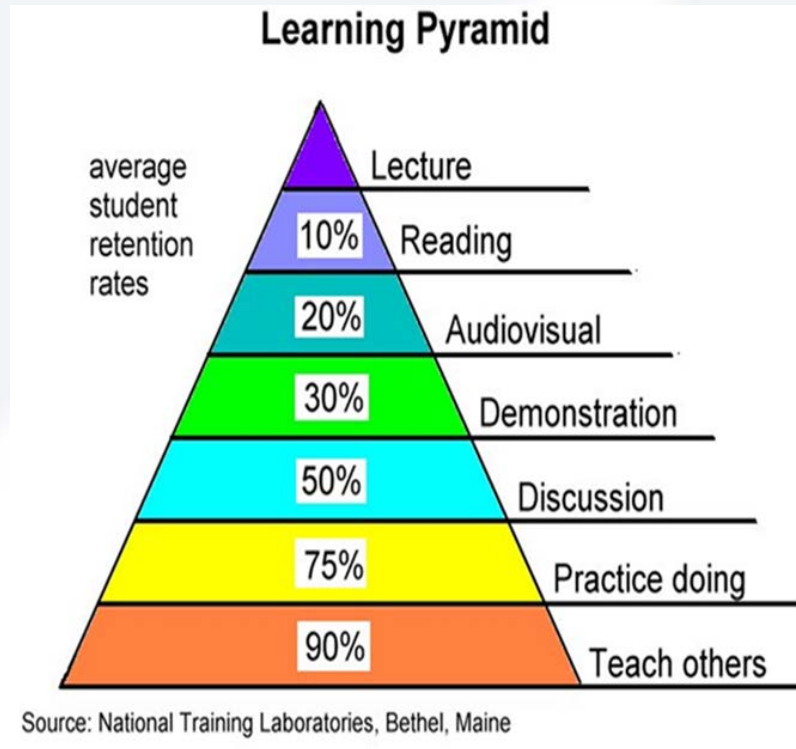 Learning Pyramid
average
student
retention
rates
Lecture
10% Reading
20% Audiovisual
30% Demonstration
50% Discussion
75% Practice doing
90% Teach others
Source: National Training Laboratories, Bethel, Maine